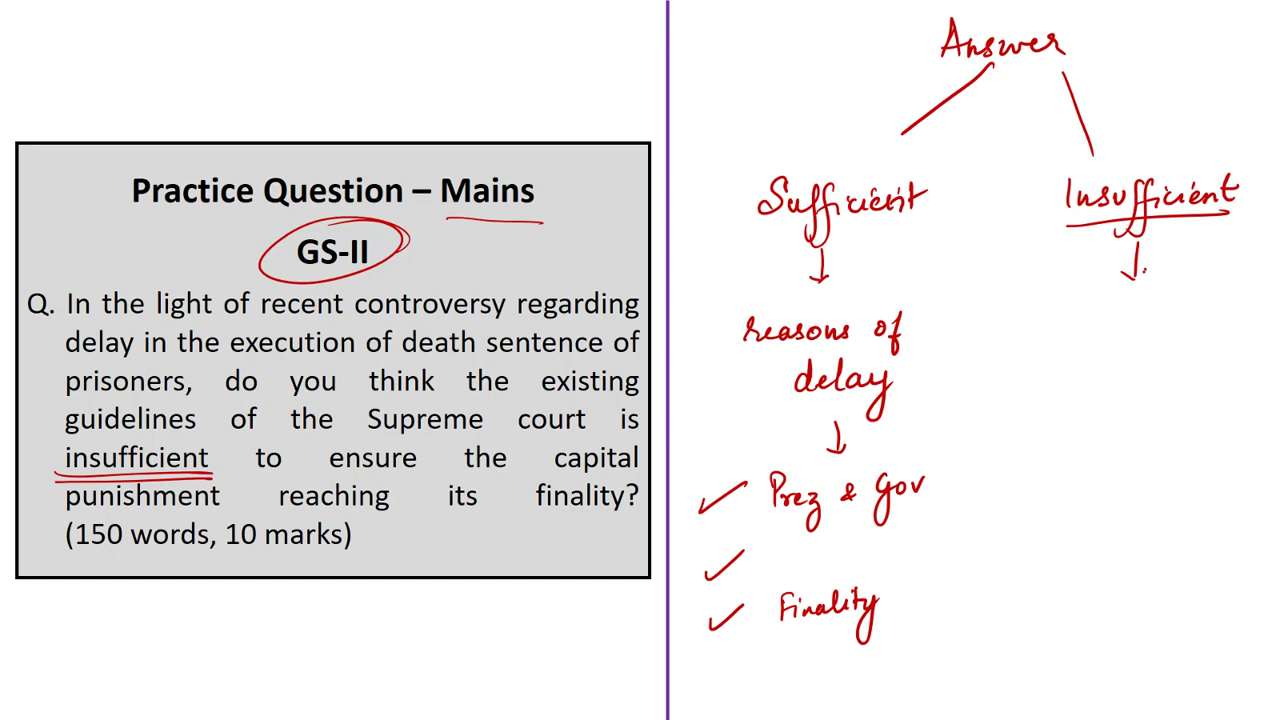 Practice Question – Mains
GS-II
Q. In the light of recent controversy regarding
delay in the execution of death sentence of
prisoners, do you think the existing
guidelines of the Supreme court is
insufficient to ensure the capital
punishment reaching its finality?
(150 words, 10 marks)
Answer
Sufficient
Insufficient
reasons of
delay
Prez & Gov
Finality